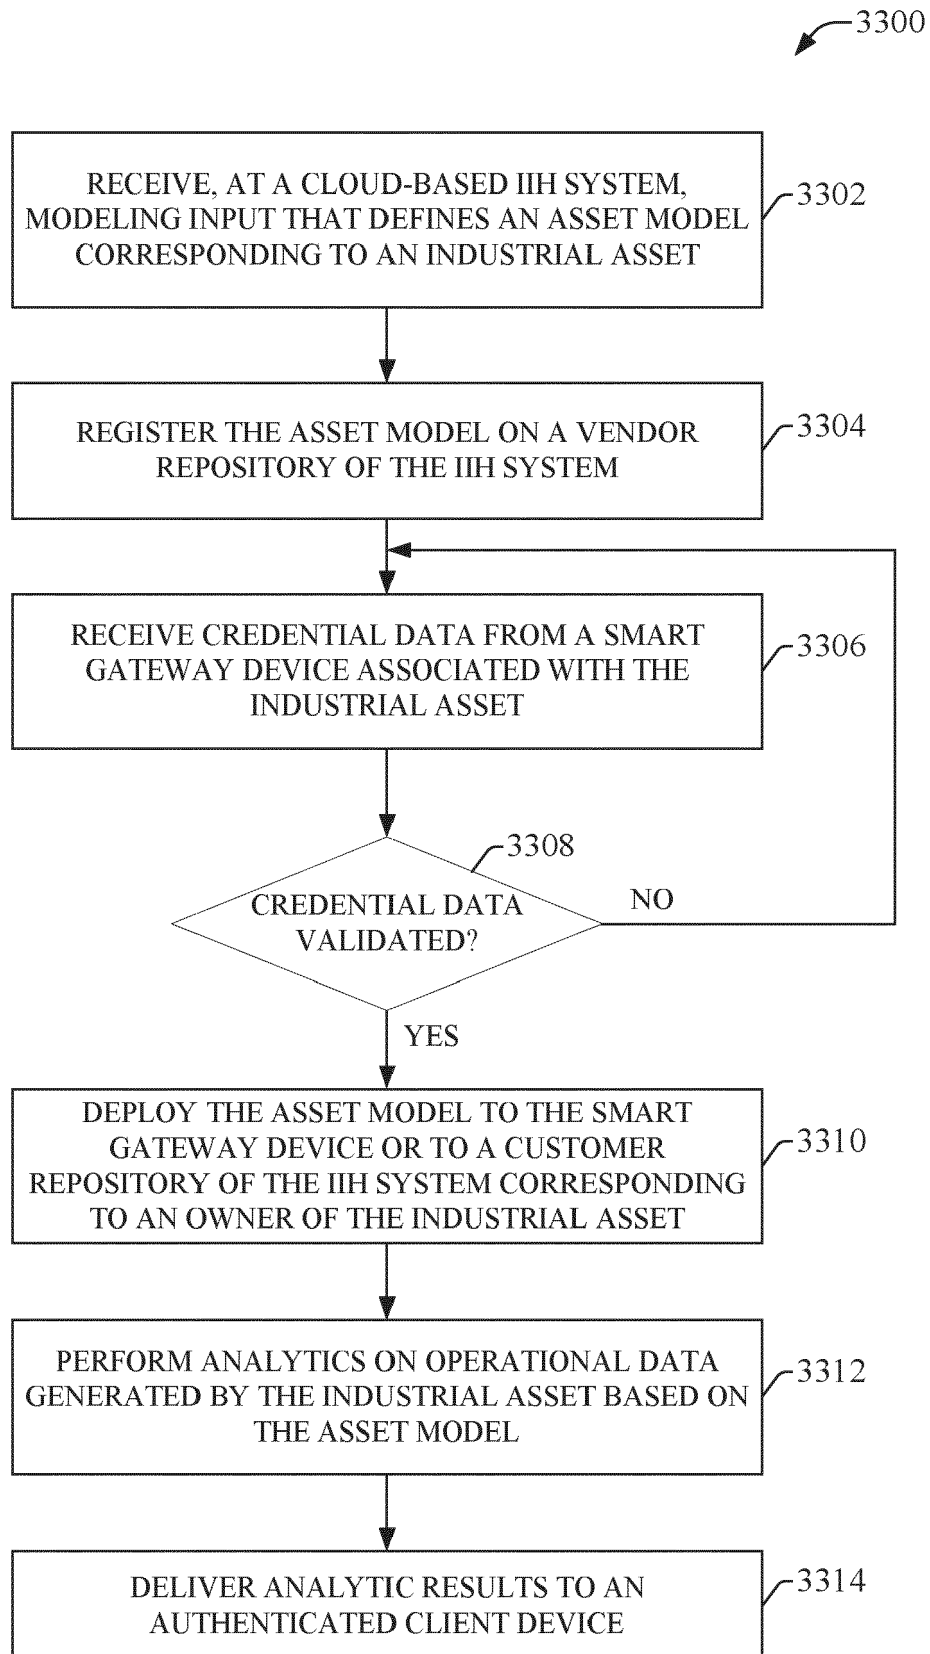 3300
RECEIVE, AT A CLOUD-BASED IIH SYSTEM,
MODELING INPUT THAT DEFINES AN ASSET MODEL
CORRESPONDING TO AN INDUSTRIAL ASSET
3302
REGISTER THE ASSET MODEL ON A VENDOR
REPOSITORY OF THE IIH SYSTEM
3304
RECEIVE CREDENTIAL DATA FROM A SMART
GATEWAY DEVICE ASSOCIATED WITH THE
INDUSTRIAL ASSET
3306
3308
CREDENTIAL DATA
VALIDATED?
NO
YES
DEPLOY THE ASSET MODEL TO THE SMART
GATEWAY DEVICE OR TO A CUSTOMER
REPOSITORY OF THE IIH SYSTEM CORRESPONDING
TO AN OWNER OF THE INDUSTRIAL ASSET
3310
PERFORM ANALYTICS ON OPERATIONAL DATA
GENERATED BY THE INDUSTRIAL ASSET BASED ON
THE ASSET MODEL
3312
DELIVER ANALYTIC RESULTS TO AN
AUTHENTICATED CLIENT DEVICE
3314